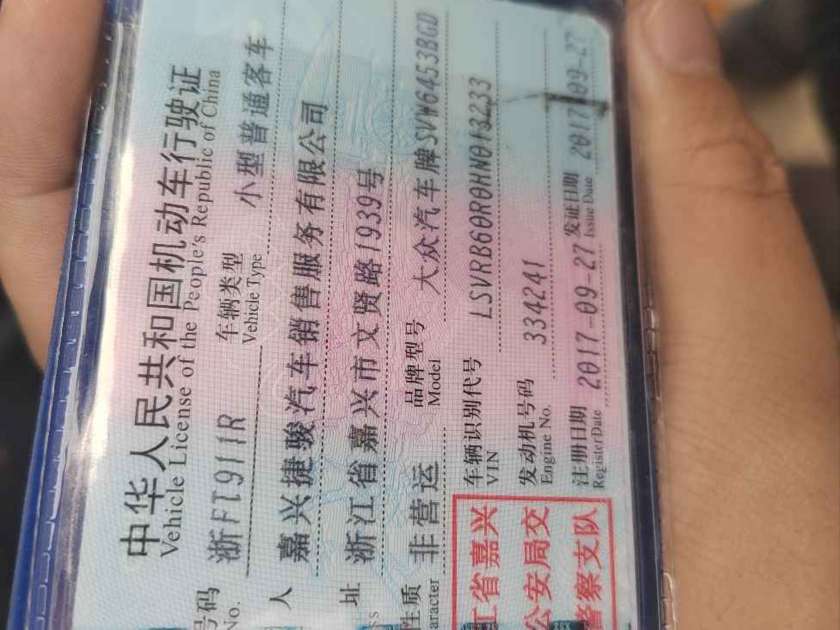 中华人民共和国机动车行驶证
Vehicle License of the People's Republic of China
号码 浙FT911R 车辆类型 小型普通客车
No. Vehicle Type
人 嘉兴捷骏汽车销售服务有限公司
址 浙江省嘉兴市文贤路1939号
ss
性质 非营运 品牌型号 大众汽车牌SVW6453BGD
aracter Model
车辆识别代号 LSVRB60R0HN013233
VIN
发动机号码 334241
Engine No.
注册日期 2017-09-27 发证日期 2017-09-27
Register Date Issue Date
江省嘉兴
公安局交
警察支队